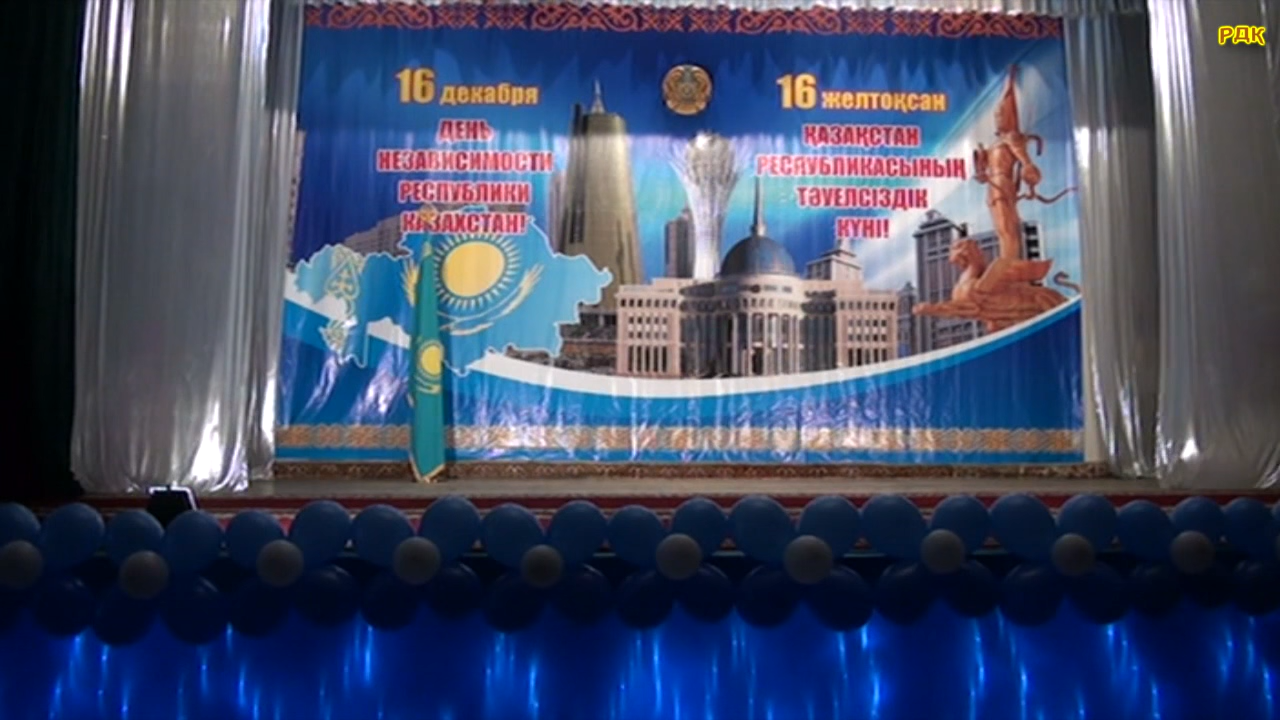 РДК
16 декабря
ДЕНЬ
НЕЗАВИСИМОСТИ
РЕСПУБЛИКИ
КАЗАХСТАН!
16 желтоқсан
ҚАЗАҚСТАН
РЕСПУБЛИКАСЫНЫҢ
ТӘУЕЛСІЗДІК
КҮНІ!